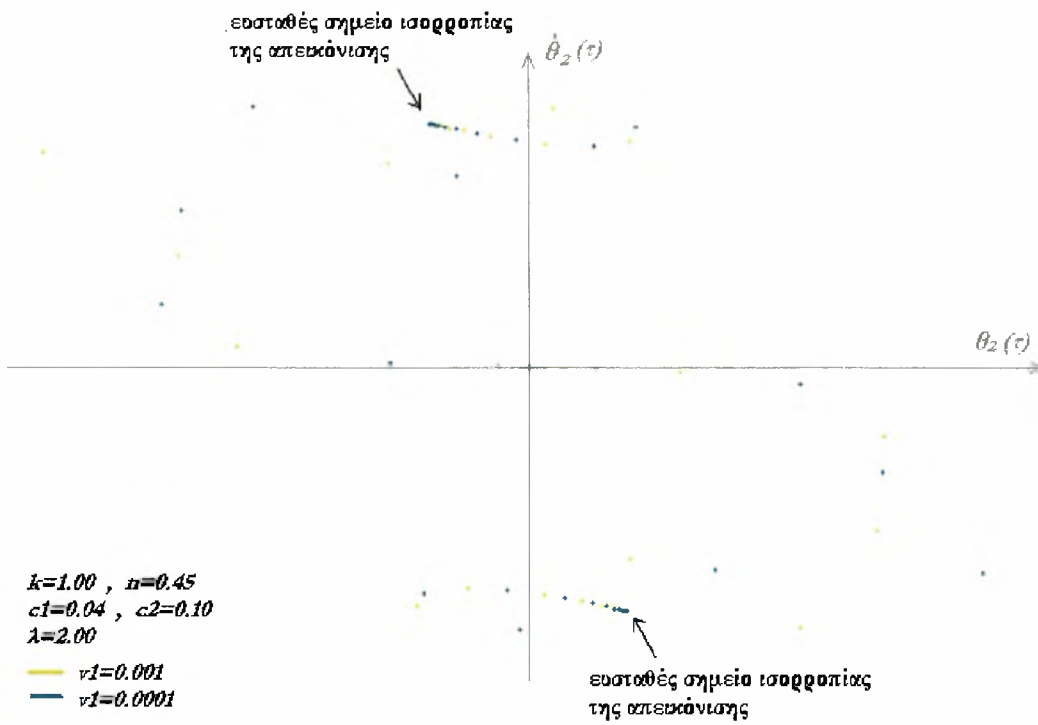 ευσταθές σημείο ισορροπίας
της απεικόνισης
θ̇₂(τ)
θ₂(τ)
k=1.00 , n=0.45
c1=0.04 , c2=0.10
λ=2.00
v1=0.001
v1=0.0001
ευσταθές σημείο ισορροπίας
της απεικόνισης